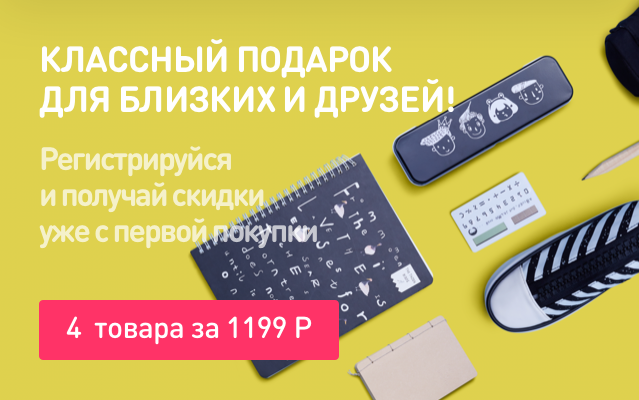 КЛАССНЫЙ ПОДАРОК
ДЛЯ БЛИЗКИХ И ДРУЗЕЙ!
Регистрируйся
и получай скидки
уже с первой покупки
4 товара за 1199 Р